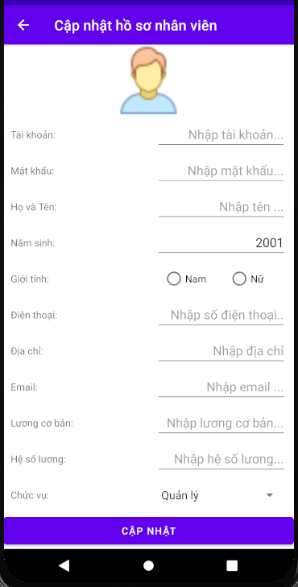 Cập nhật hồ sơ nhân viên
Tài khoản: Nhập tài khoản...
Mật khẩu: Nhập mật khẩu...
Họ và Tên: Nhập tên ...
Năm sinh: 2001
Giới tính: Nam Nữ
Điện thoại: Nhập số điện thoại..
Địa chỉ: Nhập địa chỉ
Email: Nhập email ...
Lương cơ bản: Nhập lương cơ bản...
Hệ số lương: Nhập hệ số lương...
Chức vụ: Quản lý
CẬP NHẬT